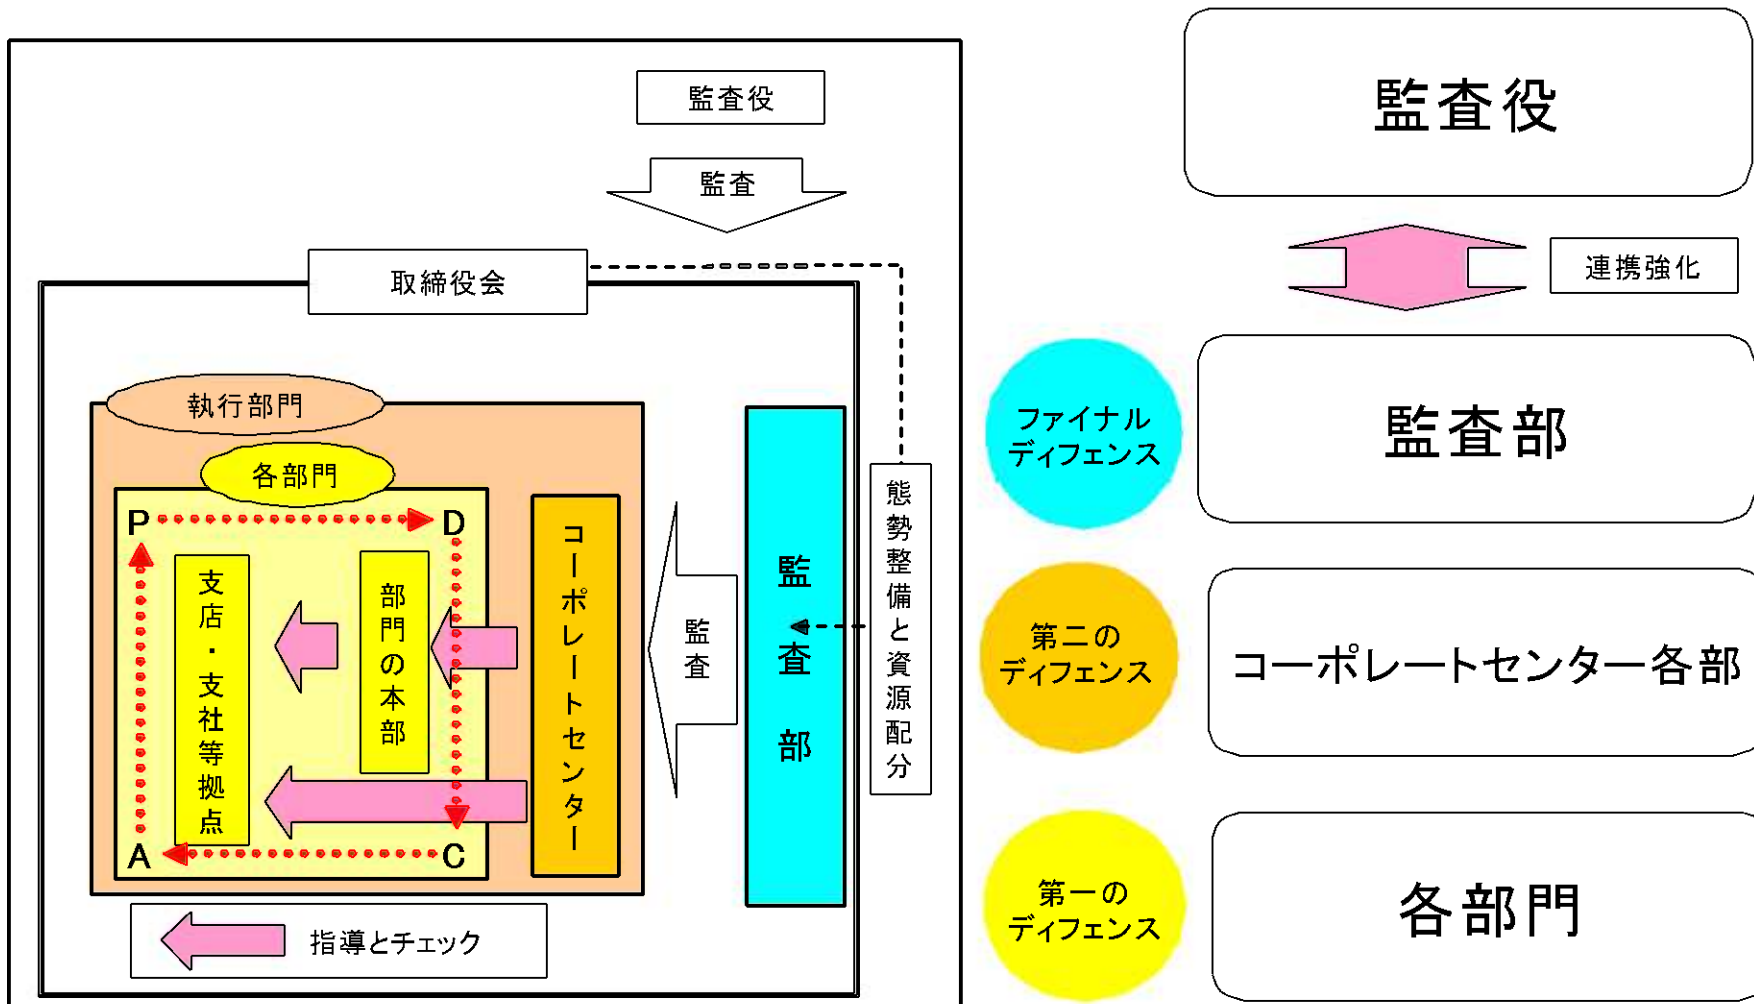 監査役
監査
取締役会
執行部門
各部門
P
D
支店・支社等拠点
部門の本部
コーポレートセンター
監査
監査部
態勢整備と資源配分
A
C
指導とチェック
監査役
連携強化
ファイナル
ディフェンス
監査部
第二の
ディフェンス
コーポレートセンター各部
第一の
ディフェンス
各部門